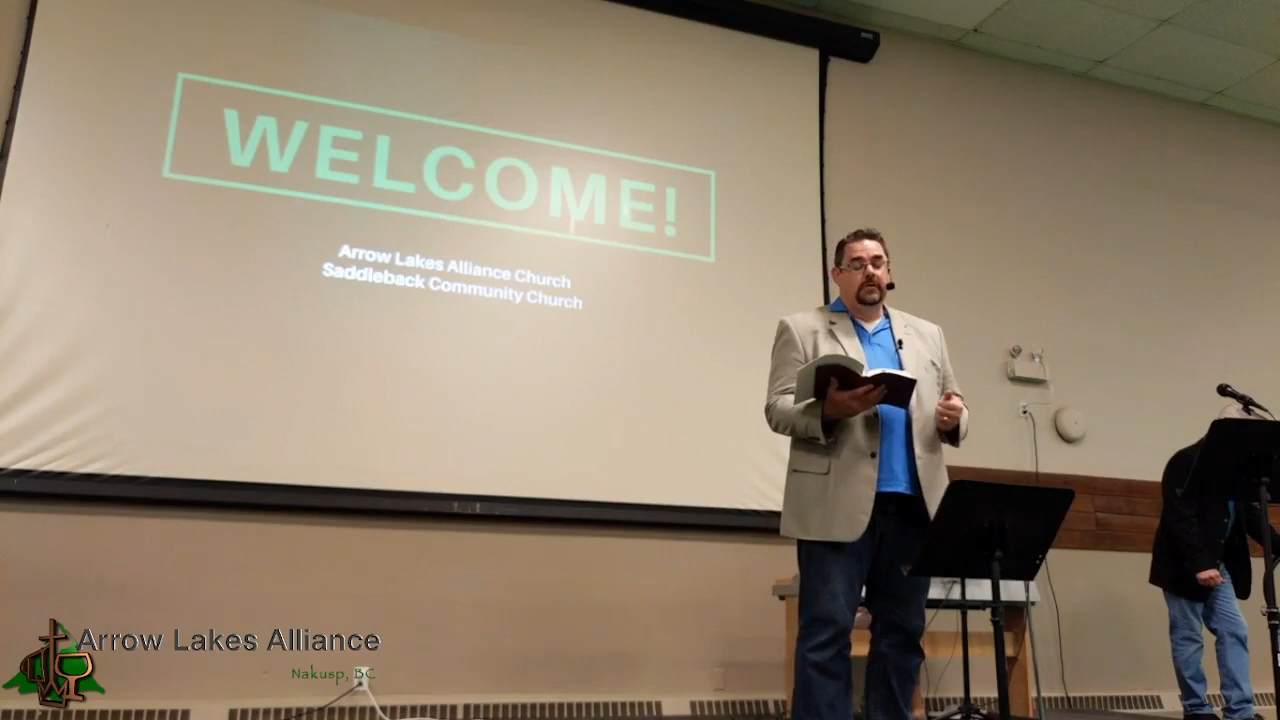 WELCOME!
Arrow Lakes Alliance Church
Saddleback Community Church
Arrow Lakes Alliance
Nakusp, BC